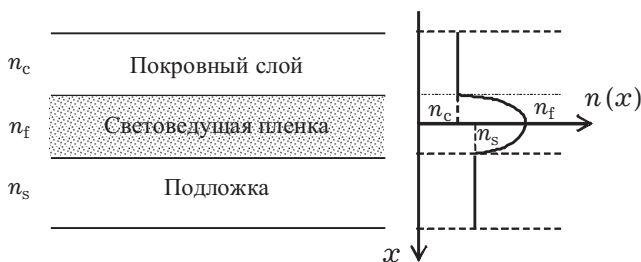 n_c Покровный слой
n_f Световедущая пленка
n_s Подложка
n_c n_f n(x)
n_s
x